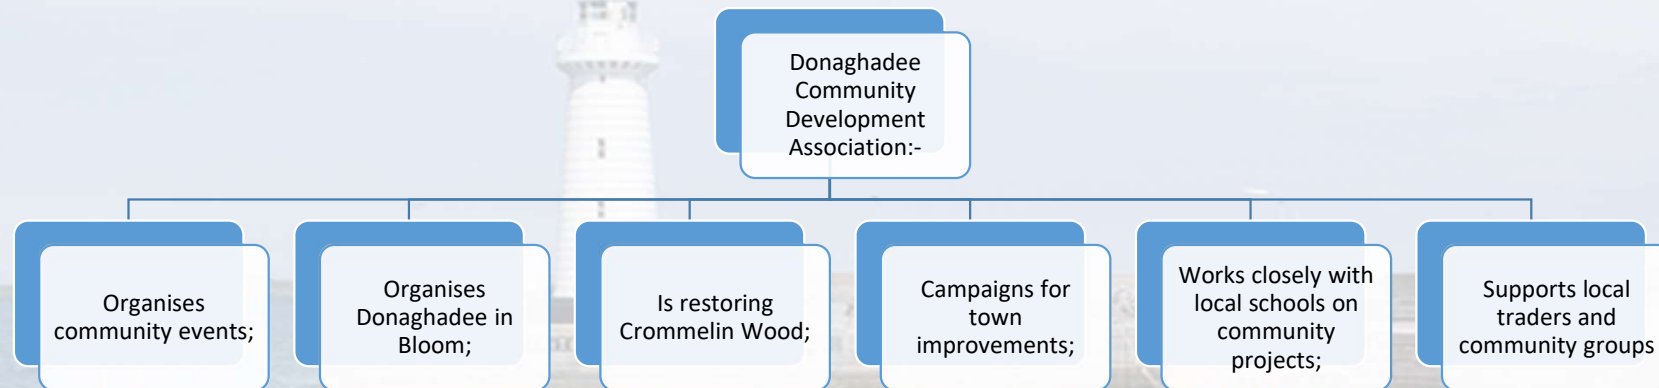 Donaghadee
Community
Development
Association:-
Organises
community events;
Organises
Donaghadee in
Bloom;
Is restoring
Crommelin Wood;
Campaigns for
town
improvements;
Works closely with
local schools on
community
projects;
Supports local
traders and
community groups